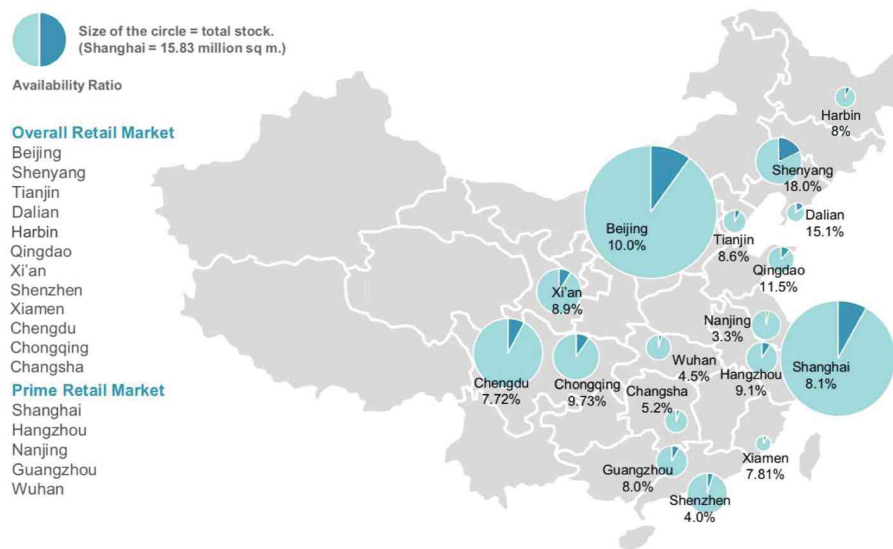 Size of the circle = total stock.
(Shanghai = 15.83 million sq m.)
Availability Ratio
Overall Retail Market
Beijing
Shenyang
Tianjin
Dalian
Harbin
Qingdao
Xi'an
Shenzhen
Xiamen
Chengdu
Chongqing
Changsha
Prime Retail Market
Shanghai
Hangzhou
Nanjing
Guangzhou
Wuhan
Harbin
8%
Shenyang
18.0%
Dalian
15.1%
Beijing
10.0%
Tianjin
8.6%
Qingdao
11.5%
Xi'an
8.9%
Nanjing
3.3%
Shanghai
8.1%
Hangzhou
9.1%
Wuhan
4.5%
Chengdu
7.72%
Chongqing
9.73%
Changsha
5.2%
Xiamen
7.81%
Guangzhou
8.0%
Shenzhen
4.0%